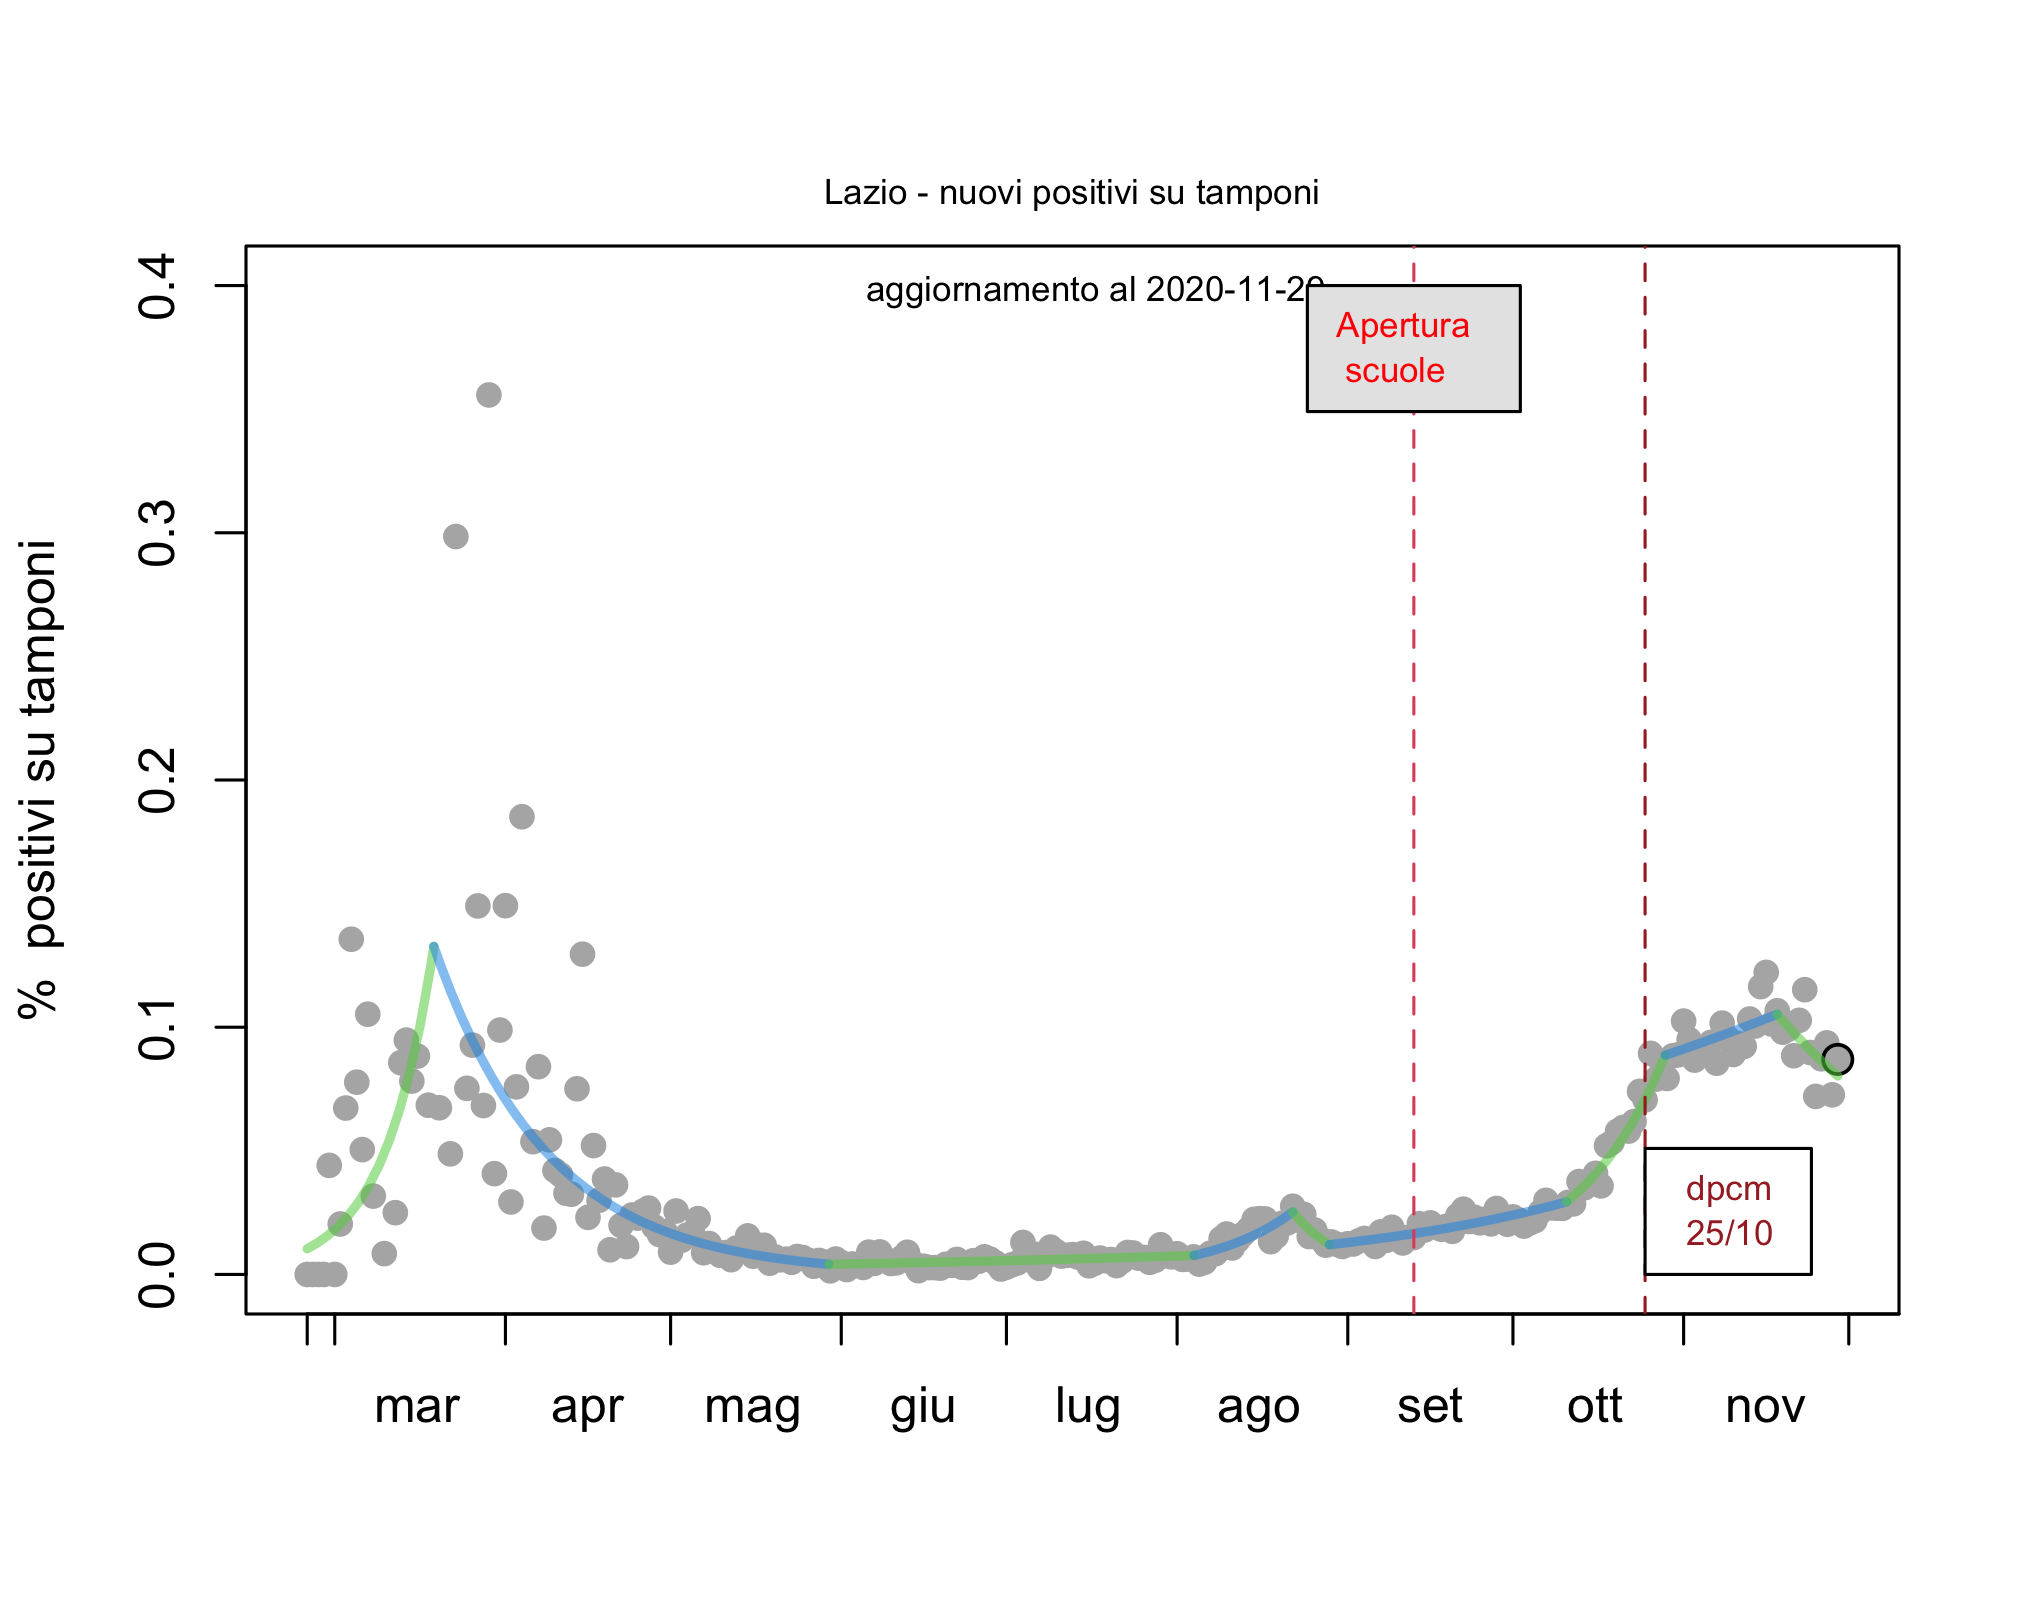 Lazio - nuovi positivi su tamponi
aggiornamento al 2020-11-29
Apertura
scuole
% positivi su tamponi
0.4
0.3
0.2
0.1
0.0
dpcm
25/10
mar apr mag giu lug ago set ott nov